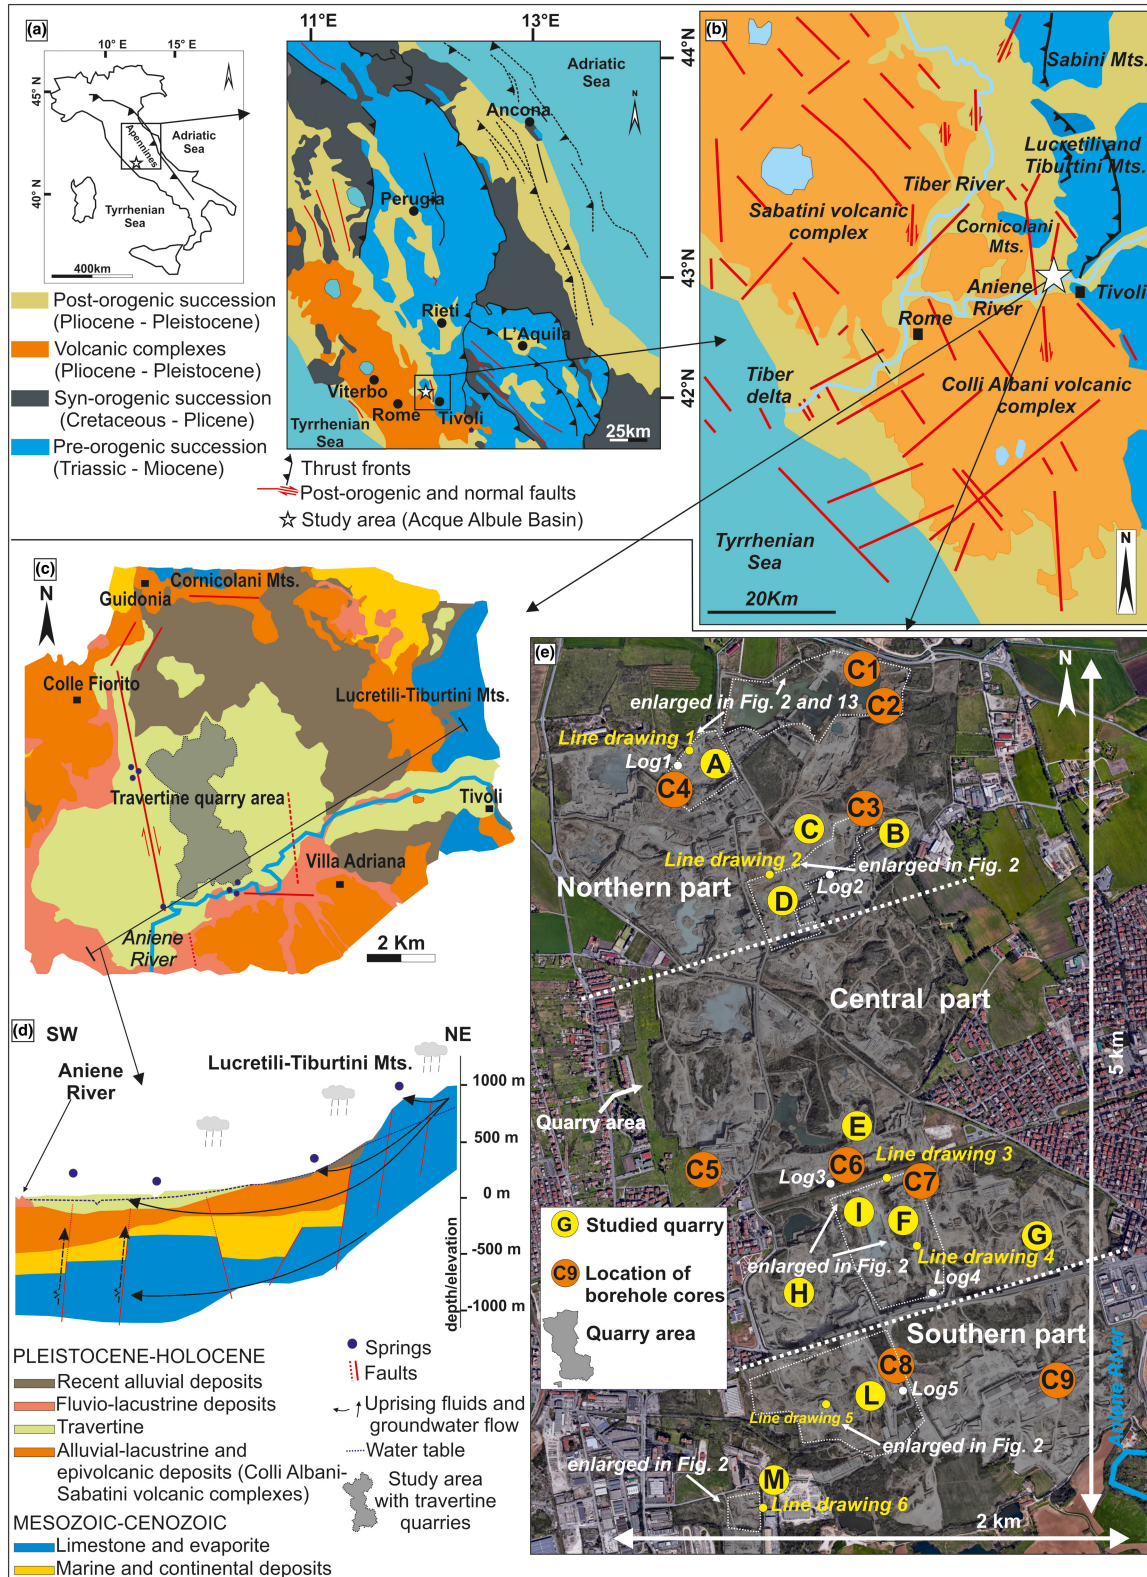 (a)
10° E
15° E
45° N
40° N
Apennines
Adriatic
Sea
Tyrrhenian
Sea
400km
Post-orogenic succession
(Pliocene - Pleistocene)
Volcanic complexes
(Pliocene - Pleistocene)
Syn-orogenic succession
(Cretaceous - Plicene)
Pre-orogenic succession
(Triassic - Miocene)
11°E
13°E
44°N
43°N
42°N
Adriatic
Sea
N
Ancona
Perugia
Rieti
L'Aquila
Viterbo
Rome
Tivoli
Tyrrhenian
Sea
25km
Thrust fronts
Post-orogenic and normal faults
Study area (Acque Albule Basin)
(b)
Sabini Mts.
Lucretili and
Tiburtini Mts.
Tiber River
Sabatini volcanic
complex
Cornicolani
Mts.
Aniene
River
Tivoli
Rome
Tiber
delta
Colli Albani volcanic
complex
Tyrrhenian
Sea
20Km
N
(c)
N
Cornicolani Mts.
Guidonia
Colle Fiorito
Lucretili-Tiburtini Mts.
Travertine quarry area
Tivoli
Villa Adriana
Aniene
River
2 Km
(d)
SW
NE
Lucretili-Tiburtini Mts.
Aniene
River
1000 m
500 m
0 m
-500 m
-1000 m
depth/elevation
PLEISTOCENE-HOLOCENE
Recent alluvial deposits
Fluvio-lacustrine deposits
Travertine
Alluvial-lacustrine and
epivolcanic deposits (Colli Albani-
Sabatini volcanic complexes)
MESOZOIC-CENOZOIC
Limestone and evaporite
Marine and continental deposits
Springs
Faults
Uprising fluids and
groundwater flow
Water table
Study area
with travertine
quarries
(e)
N
C1
enlarged in Fig. 2 and 13
C2
Line drawing 1
Log1
A
C4
C3
C
B
Line drawing 2
enlarged in Fig. 2
Log2
Northern part
D
Central part
5 km
Quarry area
E
C5
C6
Line drawing 3
Log3
C7
I
F
G
Line drawing 4
enlarged in Fig. 2
Log4
H
G Studied quarry
C9 Location of
borehole cores
Quarry area
Southern part
C8
C9
L
Log5
Line drawing 5
enlarged in Fig. 2
enlarged in Fig. 2
M
Line drawing 6
2 km
Aniene River